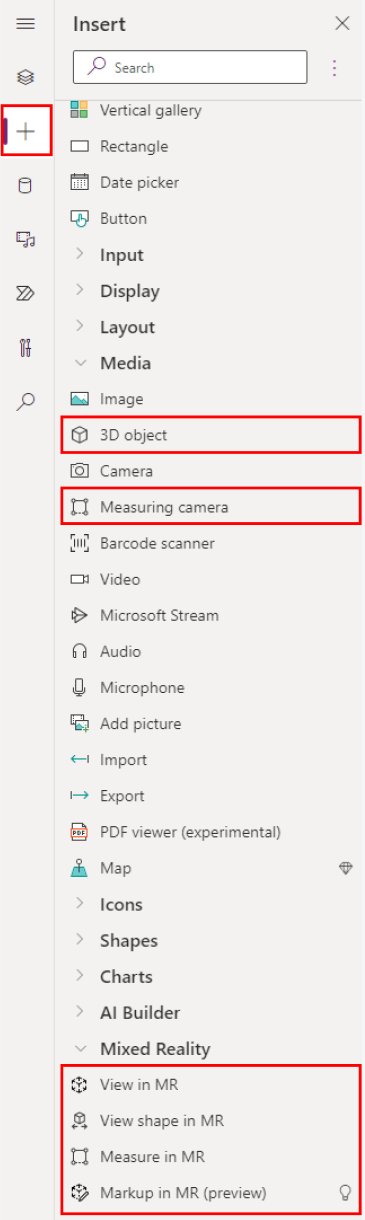 Insert
Search
Vertical gallery
Rectangle
Date picker
Button
Input
Display
Layout
Media
Image
3D object
Camera
Measuring camera
Barcode scanner
Video
Microsoft Stream
Audio
Microphone
Add picture
Import
Export
PDF viewer (experimental)
Map
Icons
Shapes
Charts
AI Builder
Mixed Reality
View in MR
View shape in MR
Measure in MR
Markup in MR (preview)